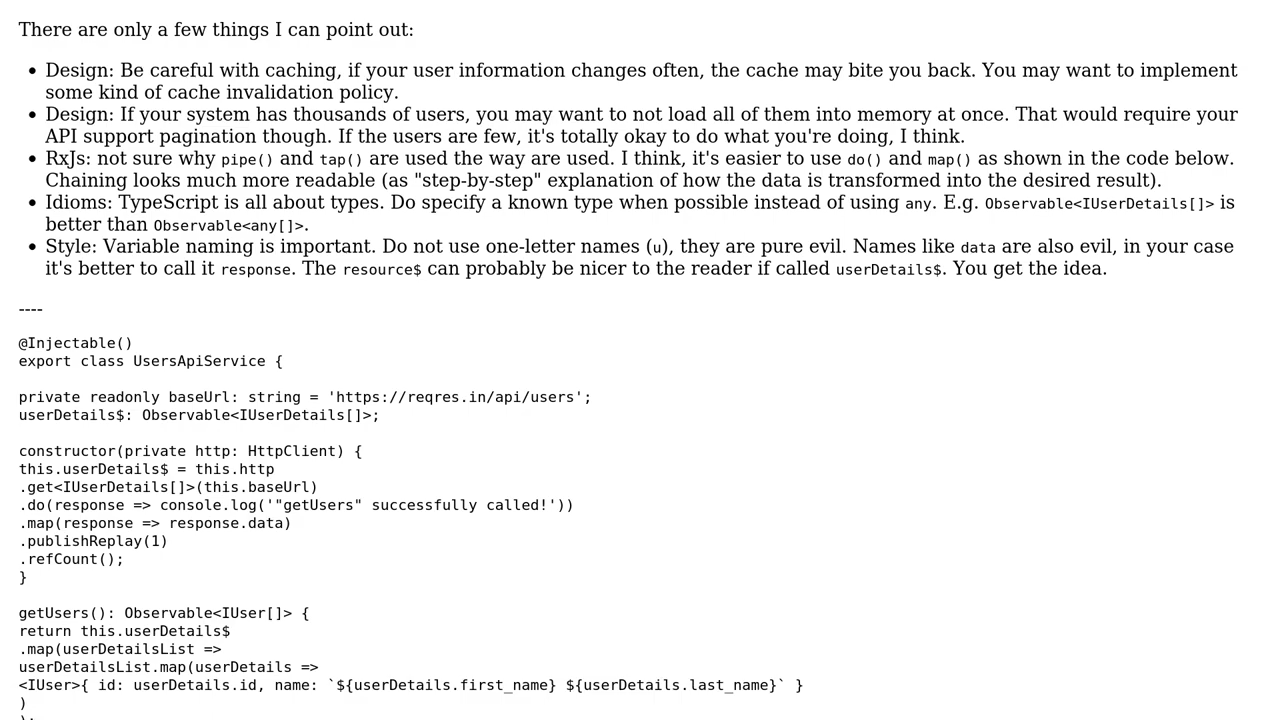 There are only a few things I can point out:
• Design: Be careful with caching, if your user information changes often, the cache may bite you back. You may want to implement
some kind of cache invalidation policy.
• Design: If your system has thousands of users, you may want to not load all of them into memory at once. That would require your
API support pagination though. If the users are few, it's totally okay to do what you're doing, I think.
• RxJs: not sure why pipe() and tap() are used the way are used. I think, it's easier to use do() and map() as shown in the code below.
Chaining looks much more readable (as "step-by-step" explanation of how the data is transformed into the desired result).
• Idioms: TypeScript is all about types. Do specify a known type when possible instead of using any. E.g. Observable<IUserDetails[]> is
better than Observable<any[]>.
• Style: Variable naming is important. Do not use one-letter names (u), they are pure evil. Names like data are also evil, in your case
it's better to call it response. The resource$ can probably be nicer to the reader if called userDetails$. You get the idea.
----
@Injectable()
export class UsersApiService {
private readonly baseUrl: string = 'https://reqres.in/api/users';
userDetails$: Observable<IUserDetails[]>;
constructor(private http: HttpClient) {
this.userDetails$ = this.http
.get<IUserDetails[]>(this.baseUrl)
.do(response => console.log('"getUsers" successfully called!'))
.map(response => response.data)
.publishReplay(1)
.refCount();
}
getUsers(): Observable<IUser[]> {
return this.userDetails$
.map(userDetailsList =>
userDetailsList.map(userDetails =>
<IUser>{ id: userDetails.id, name: `${userDetails.first_name} ${userDetails.last_name}` }
)